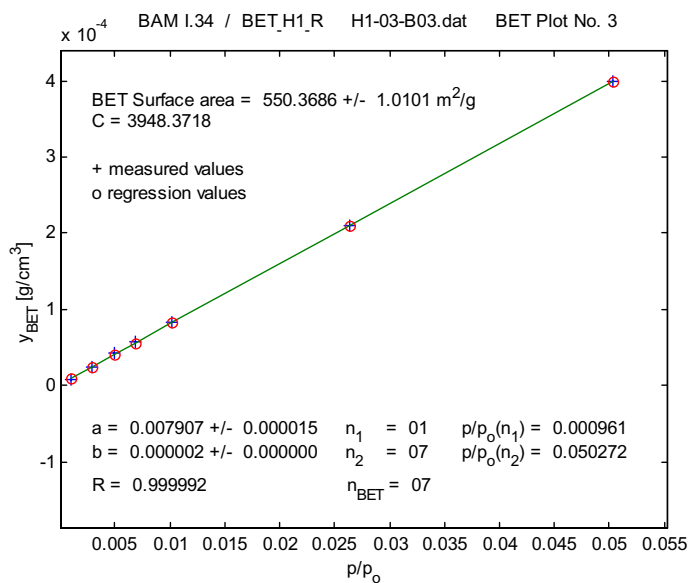 BAM I.34 / BET_H1_R H1-03-B03.dat BET Plot No. 3
x 10^-4
BET Surface area = 550.3686 +/- 1.0101 m^2/g
C = 3948.3718
+ measured values
o regression values
4
3
2
1
0
-1
y_BET [g/cm^3]
a = 0.007907 +/- 0.000015 n_1 = 01 p/p_o(n_1) = 0.000961
b = 0.000002 +/- 0.000000 n_2 = 07 p/p_o(n_2) = 0.050272
R = 0.999992 n_BET = 07
0.005 0.01 0.015 0.02 0.025 0.03 0.035 0.04 0.045 0.05 0.055
p/p_o